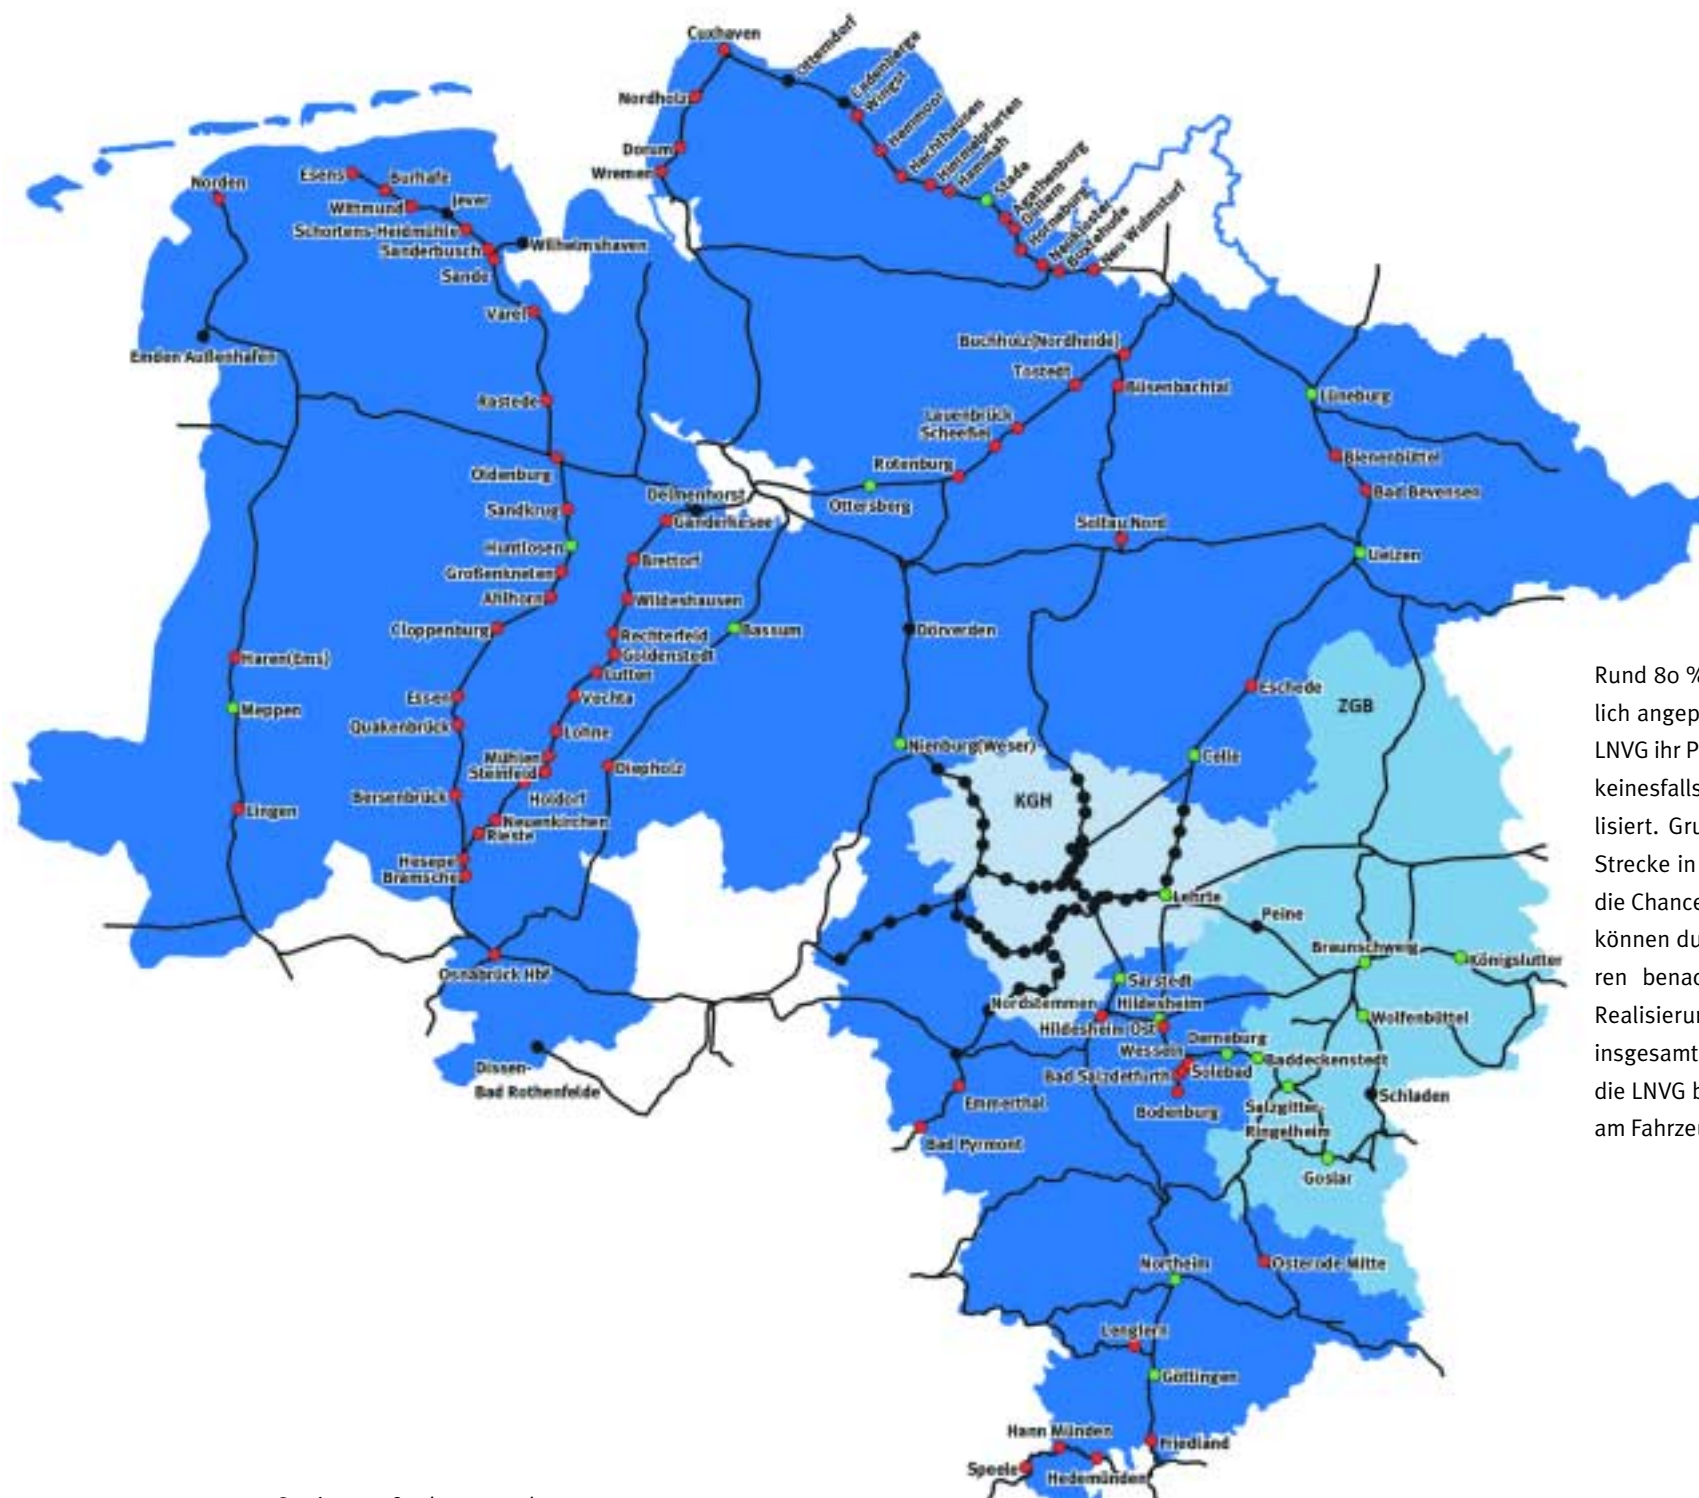 Cuxhaven
Otterndorf
Cadenberge
Wingst
Nordholz
Hemmoor
Hechthausen
Himmelpforten
Hammah
Dorum
Wremen
Stade
Agathenburg
Dollern
Horneburg
Neukloster
Buxtehude
Neu Wulmstorf
Norden
Esens
Burhafe
Wittmund
Jever
Schortens-Heidmühle
Sanderbusch
Wilhelmshaven
Sande
Varel
Emden Außenhafen
Buchholz(Nordheide)
Tostedt
Büsenbachtal
Lüneburg
Rastede
Lauenbrück
Scheeßel
Rotenburg
Bienenbüttel
Oldenburg
Delmenhorst
Ottersberg
Bad Bevensen
Sandkrug
Ganderkesee
Soltau Nord
Huntlosen
Brettorf
Uelzen
Großenkneten
Ahlhorn
Wildeshausen
Cloppenburg
Rechterfeld
Bassum
Dörverden
Goldenstedt
Haren(Ems)
Lutten
Essen
Vechta
Eschede
Meppen
ZGB
Quakenbrück
Lohne
Nienburg(Weser)
Mühlen
Steinfeld
Diepholz
Celle
Bersenbrück
Holdorf
KGH
Lingen
Neuenkirchen
Rieste
Hesepe
Bramsche
Lehrte
Peine
Braunschweig
Königslutter
Osnabrück Hbf
Sarstedt
Nordstemmen
Hildesheim
Hildesheim Ost
Wolfenbüttel
Derneburg
Wesseln
Baddeckenstedt
Bad Salzdetfurth
Solebad
Dissen-
Bad Rothenfelde
Emmerthal
Bodenburg
Salzgitter-
Ringelheim
Schladen
Bad Pyrmont
Goslar
Northeim
Osterode Mitte
Lenglern
Göttingen
Hann Münden
Friedland
Speele
Hedemünden
Rund 80 %
lich angep
LNVG ihr P
keinesfalls
lisiert. Gru
Strecke in
die Chance
können du
ren benac
Realisierun
insgesamt
die LNVG b
am Fahrzeu